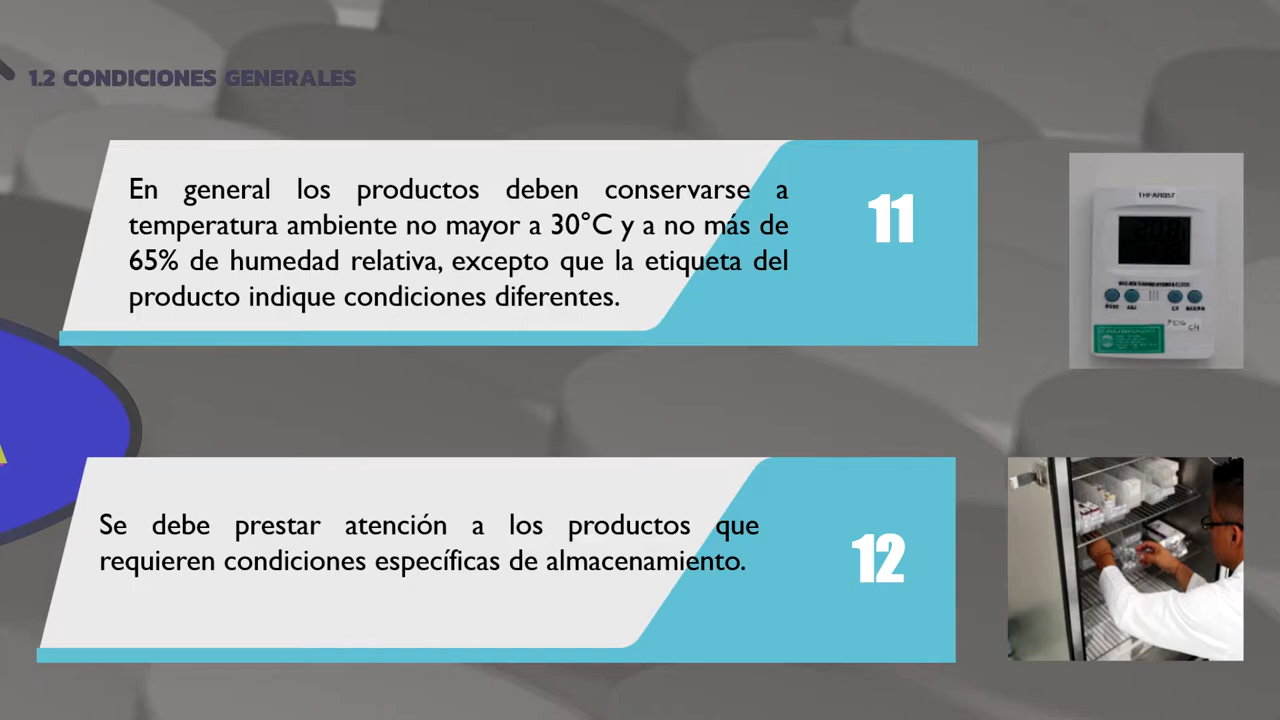 1.2 CONDICIONES GENERALES
En general los productos deben conservarse a
temperatura ambiente no mayor a 30°C y a no más de
65% de humedad relativa, excepto que la etiqueta del
producto indique condiciones diferentes.
11
THFAR057
Se debe prestar atención a los productos que
requieren condiciones específicas de almacenamiento.
12